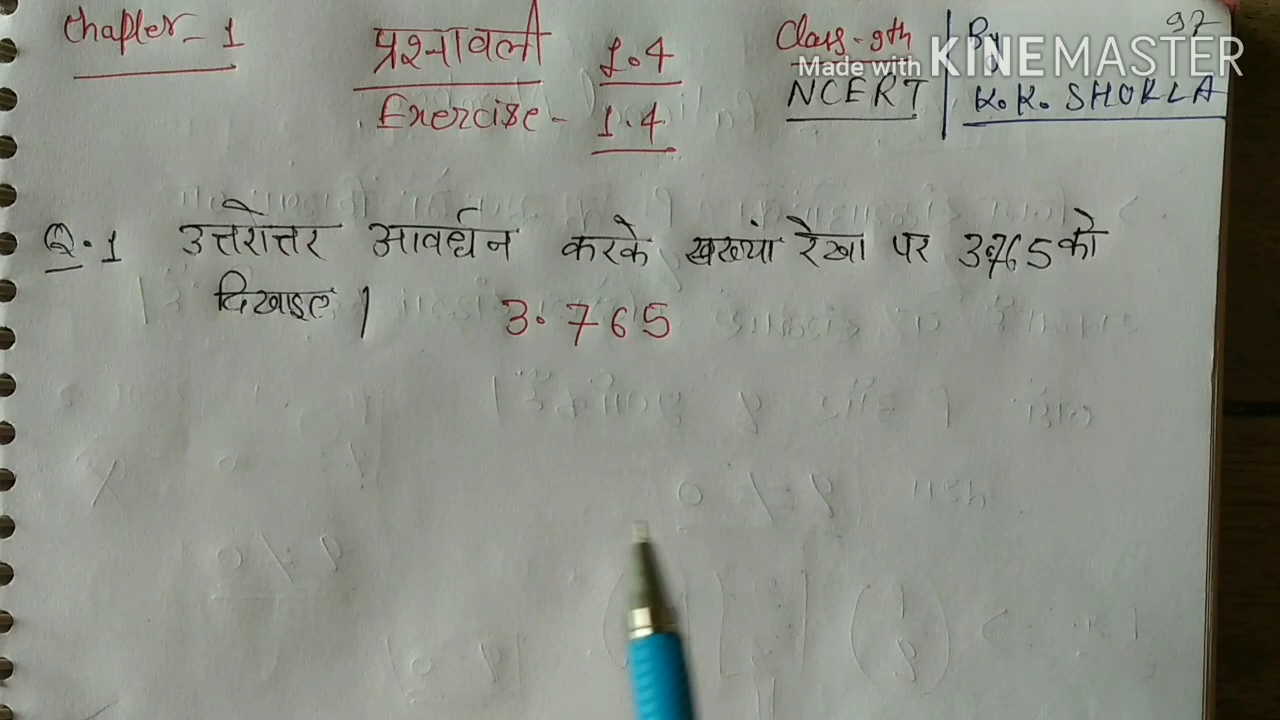 Chapter-1
प्रश्नावली 1.4
Exercise- 1.4
Class-9th
NCERT
By
K.K. SHUKLA
97
Made with KINEMASTER
Q.1 उत्तरोत्तर आवर्धन करके संख्यां रेखा पर 3.765 को
दिखाइए।
3.765